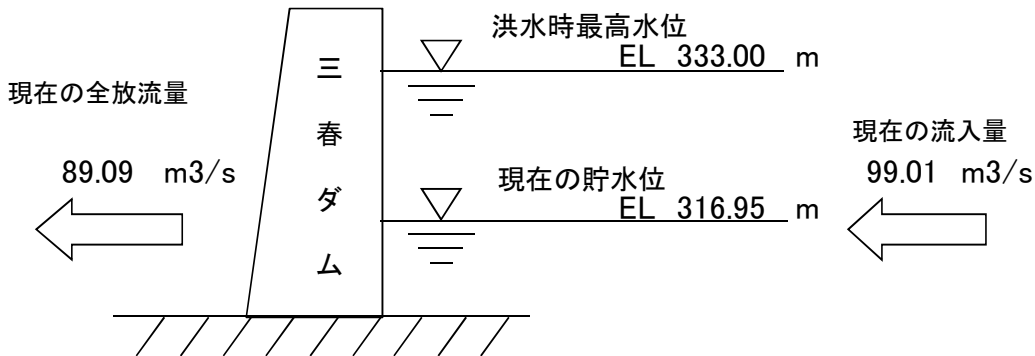 洪水時最高水位
EL 333.00 m
現在の全放流量
89.09 m3/s
三春ダム
現在の流入量
99.01 m3/s
現在の貯水位
EL 316.95 m